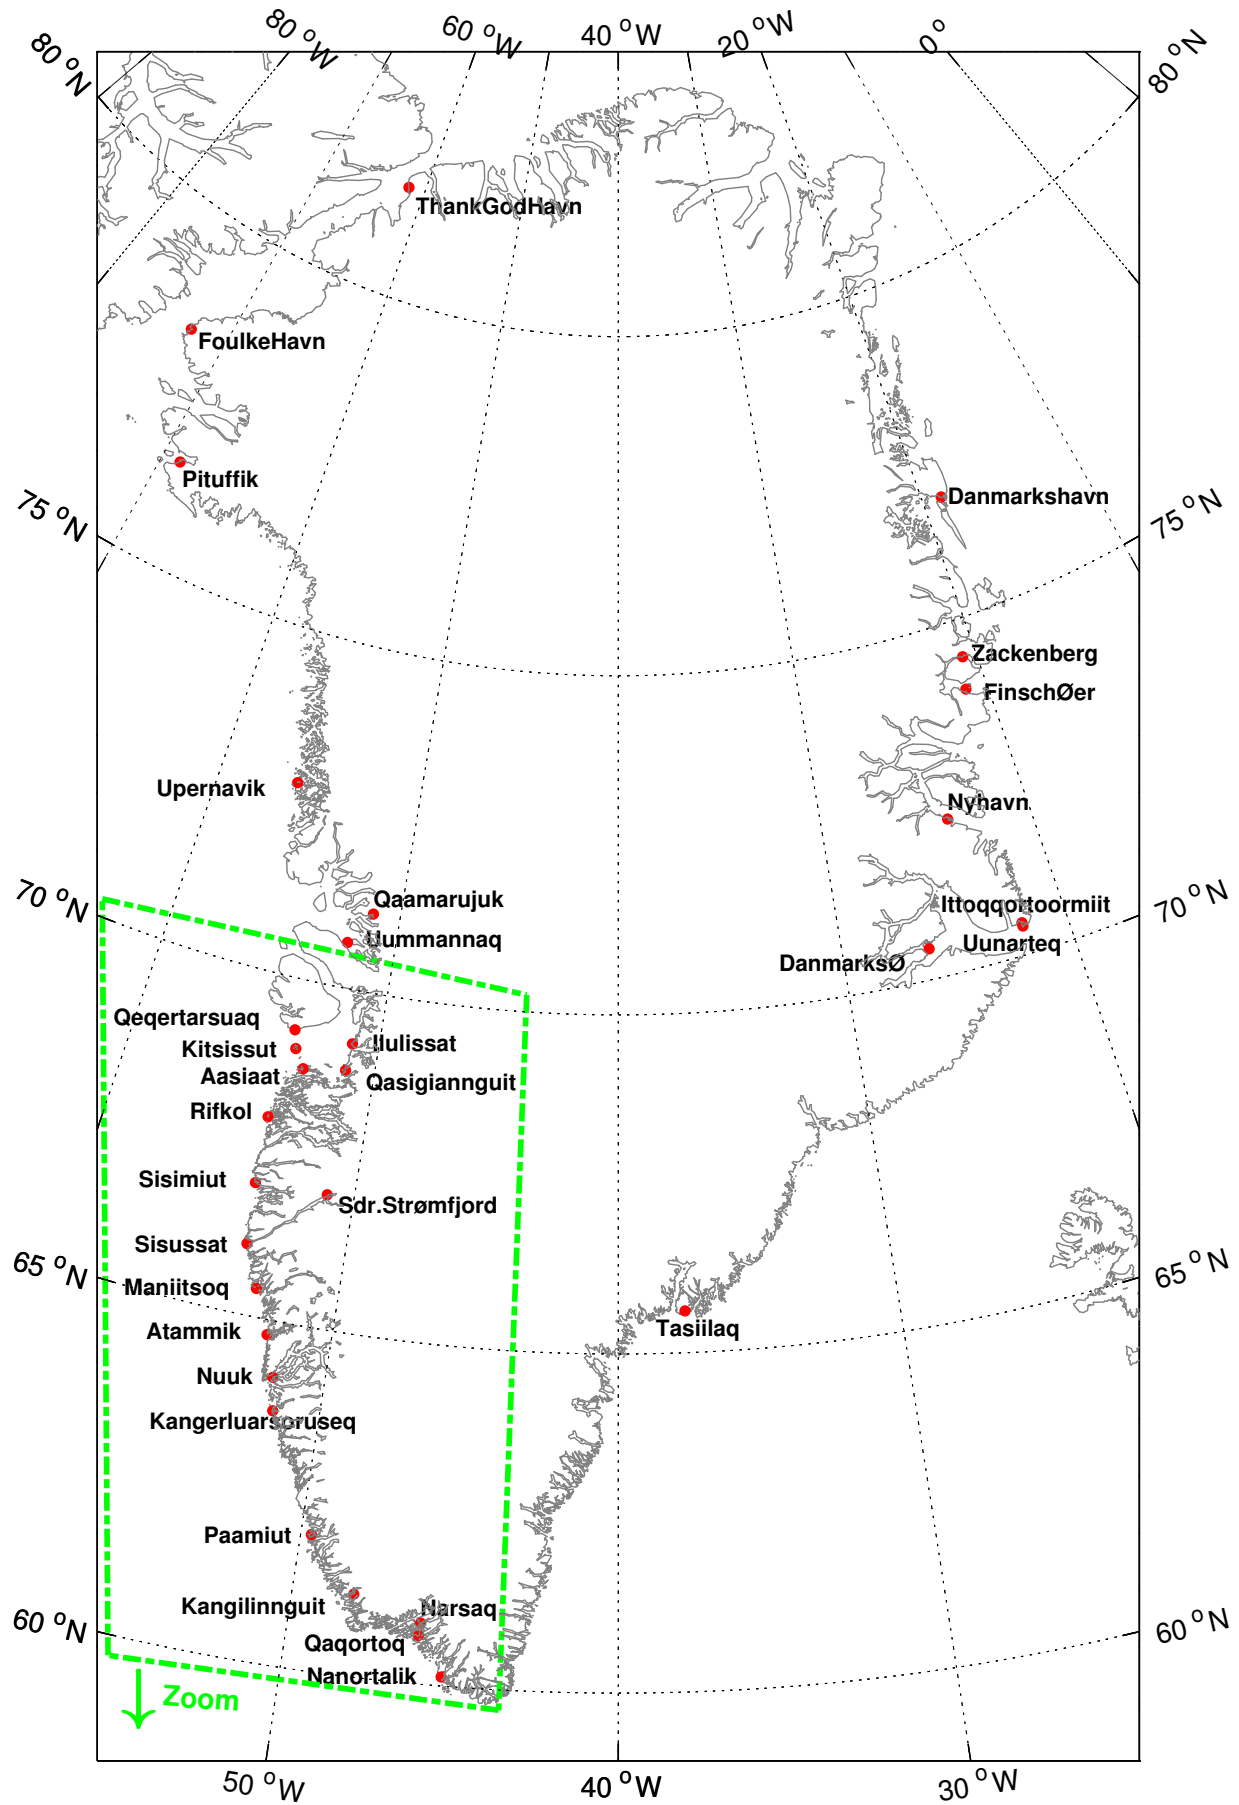 80 °W
60 °W
40 °W
20 °W
0°
80 °N
80 °N
ThankGodHavn
FoulkeHavn
Pituffik
75 °N
Danmarkshavn
75 °N
Zackenberg
FinschØer
Upernavik
Nyhavn
70 °N
Qaamarujuk
Ittoqqortoormiit
70 °N
Uummannaq
Uunarteq
DanmarksØ
Qeqertarsuaq
Kitsissut
Ilulissat
Aasiaat
Qasigiannguit
Rifkol
Sisimiut
Sdr.Strømfjord
Sisussat
65 °N
Maniitsoq
65 °N
Atammik
Tasiilaq
Nuuk
Kangerluarsoruseq
Paamiut
Kangilinnguit
Narsaq
60 °N
Qaqortoq
60 °N
Nanortalik
Zoom
50 °W
40 °W
30 °W